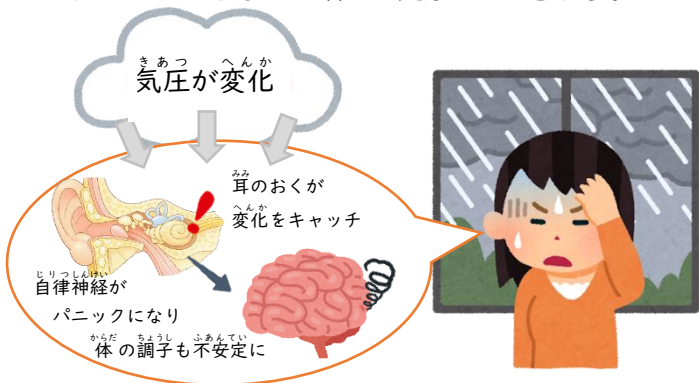 気圧が変化
耳のおくが
変化をキャッチ
自律神経が
パニックになり
体の調子も不安定に